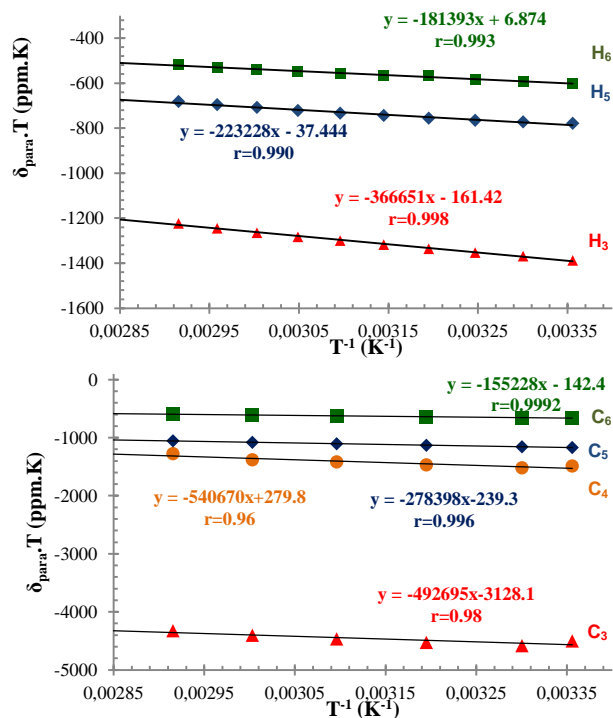 y = -181393x + 6.874
r=0.993
H6
H5
y = -223228x - 37.444
r=0.990
y = -366651x - 161.42
r=0.998
H3
δpara.T (ppm.K)
-400
-600
-800
-1000
-1200
-1400
-1600
0,00285 0,00295 0,00305 0,00315 0,00325 0,00335
T-1 (K-1)
y = -155228x - 142.4
r=0.9992
C6
C5
C4
y = -540670x+279.8
r=0.96
y = -278398x-239.3
r=0.996
y = -492695x-3128.1
r=0.98
C3
δpara.T (ppm.K)
0
-1000
-2000
-3000
-4000
-5000
0,00285 0,00295 0,00305 0,00315 0,00325 0,00335
T-1 (K-1)